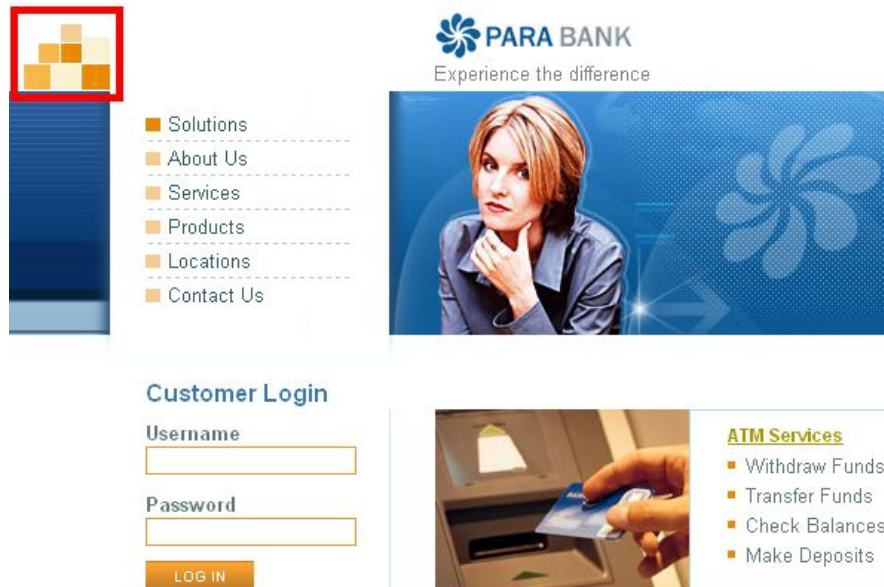 PARA BANK
Experience the difference
Solutions
About Us
Services
Products
Locations
Contact Us
Customer Login
Username
Password
LOG IN
ATM Services
Withdraw Funds
Transfer Funds
Check Balances
Make Deposits